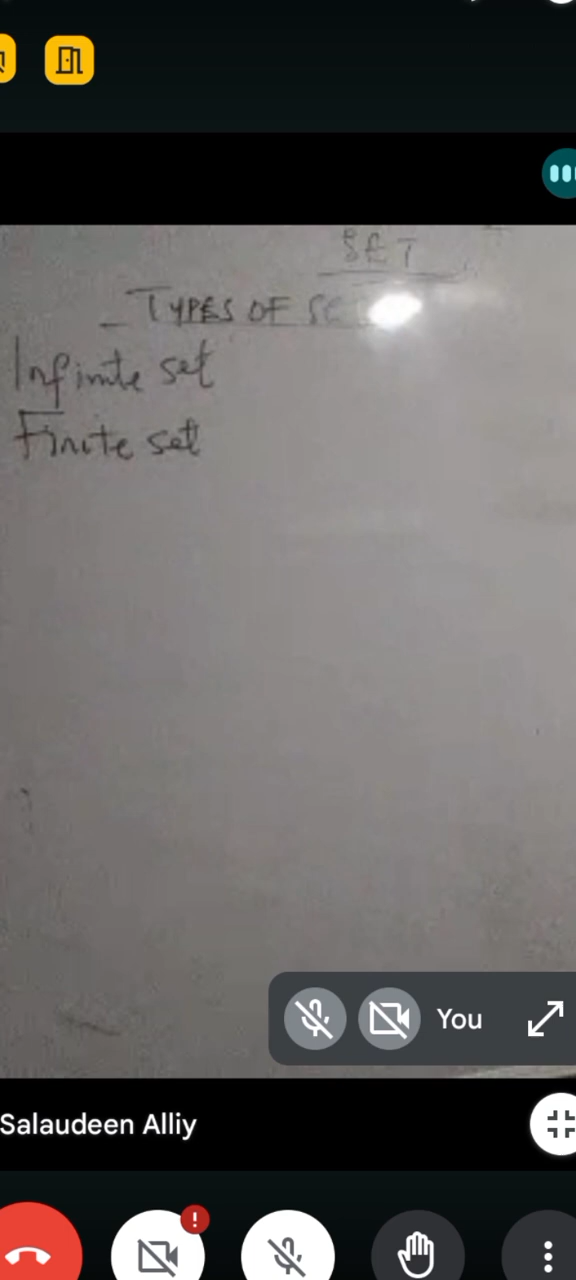 SET
TYPES OF
Infinite set
Finite set
You
Salaudeen Alliy